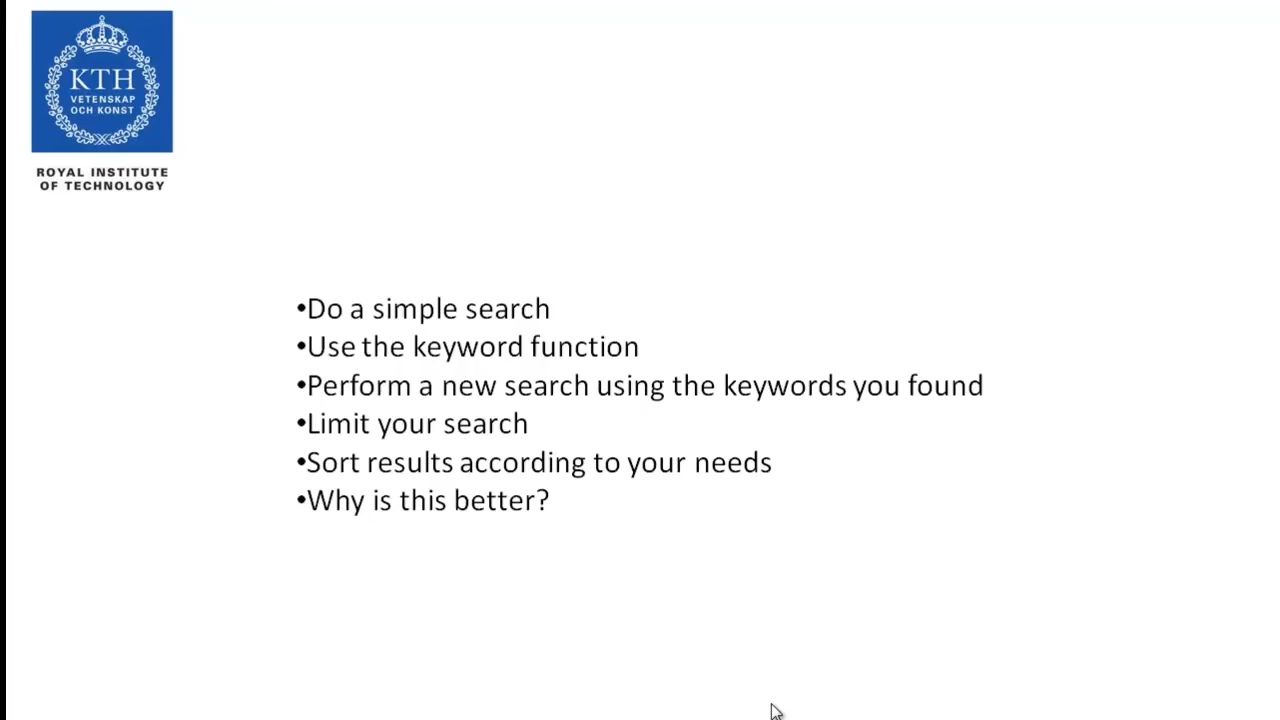 KTH
VETENSKAP
OCH KONST
ROYAL INSTITUTE
OF TECHNOLOGY
•Do a simple search
•Use the keyword function
•Perform a new search using the keywords you found
•Limit your search
•Sort results according to your needs
•Why is this better?